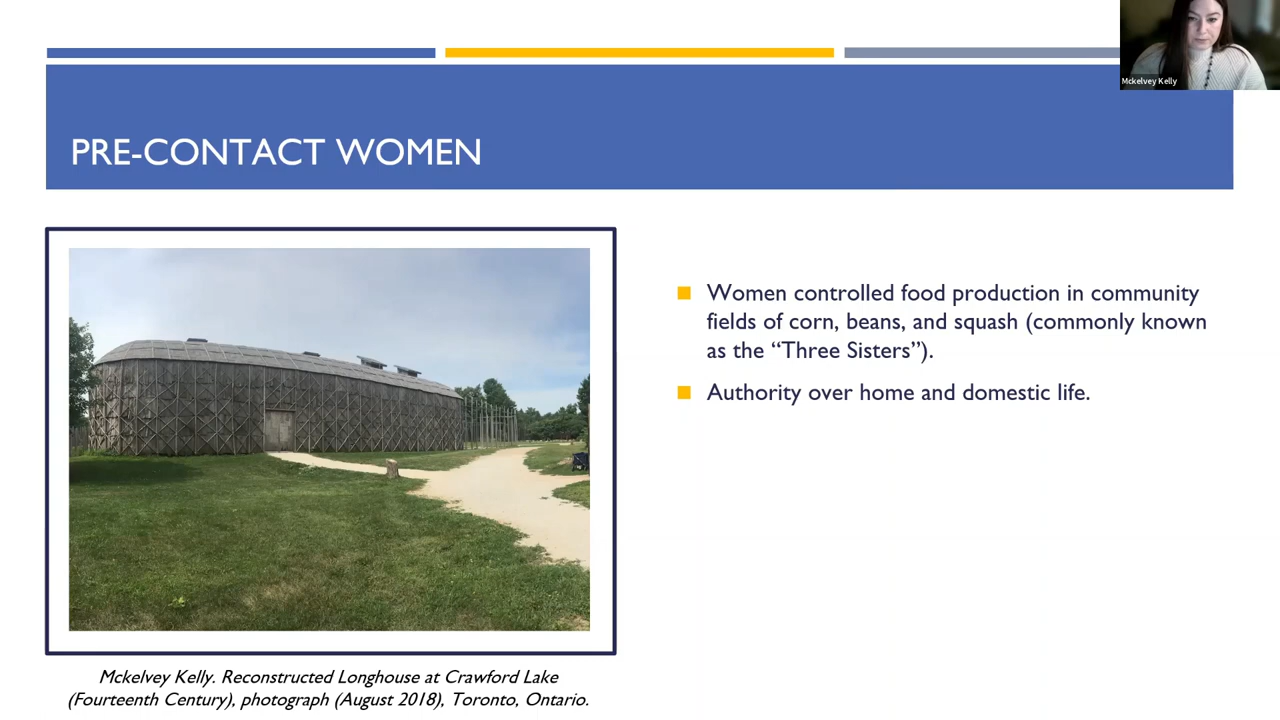 Mckelvey Kelly
PRE-CONTACT WOMEN
Women controlled food production in community
fields of corn, beans, and squash (commonly known
as the “Three Sisters”).
Authority over home and domestic life.
Mckelvey Kelly. Reconstructed Longhouse at Crawford Lake
(Fourteenth Century), photograph (August 2018), Toronto, Ontario.